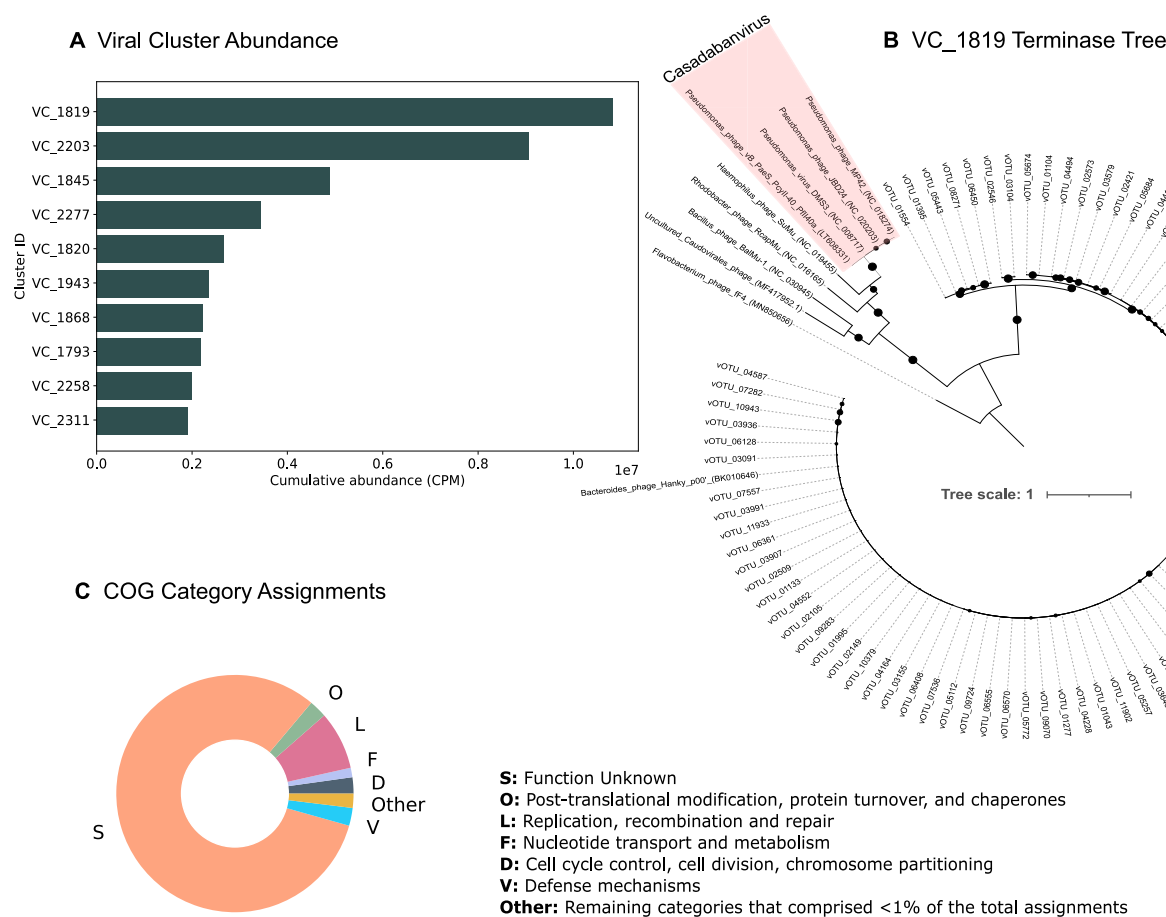 A Viral Cluster Abundance
VC_1819
VC_2203
VC_1845
VC_2277
VC_1820
VC_1943
VC_1868
VC_1793
VC_2258
VC_2311
Cluster ID
0.0
0.2
0.4
0.6
0.8
1.0
1e7
Cumulative abundance (CPM)
B VC_1819 Terminase Tree
Casadabanvirus
Pseudomonas_phage_MP42_(NC_018274)
Pseudomonas_phage_JBD24_(NC_020203)
Pseudomonas_virus_DMS3_(NC_008717)
Haemophilus_phage_SuMu_(NC_019455)
Rhodobacter_phage_RcapMu_(NC_016165)
Bacillus_phage_BalMu-1_(NC_030945)
Uncultured_Caudovirales_phage_(MF417952.1)
Flavobacterium_phage_fF4_(MN850656)
vOTU_01554
vOTU_01395
vOTU_05443
vOTU_08271
vOTU_06450
vOTU_02546
vOTU_03104
vOTU_05674
vOTU_01104
vOTU_04494
vOTU_02573
vOTU_03579
vOTU_02421
vOTU_05684
vOTU_04587
vOTU_07282
vOTU_10943
vOTU_03936
vOTU_06128
vOTU_03091
Bacteroides_phage_Hanky_p00'_(BK010646)
vOTU_07557
vOTU_03991
vOTU_11933
vOTU_06361
vOTU_03907
vOTU_02509
vOTU_01133
vOTU_04552
vOTU_02105
vOTU_09283
vOTU_01995
vOTU_02149
vOTU_10379
vOTU_04164
vOTU_03155
vOTU_06408
vOTU_07536
vOTU_05112
vOTU_09724
vOTU_06555
vOTU_06570
vOTU_05772
vOTU_09070
vOTU_01277
vOTU_04228
vOTU_01043
vOTU_11902
vOTU_05257
Tree scale: 1
C COG Category Assignments
O
L
F
D
Other
V
S
S: Function Unknown
O: Post-translational modification, protein turnover, and chaperones
L: Replication, recombination and repair
F: Nucleotide transport and metabolism
D: Cell cycle control, cell division, chromosome partitioning
V: Defense mechanisms
Other: Remaining categories that comprised <1% of the total assignments